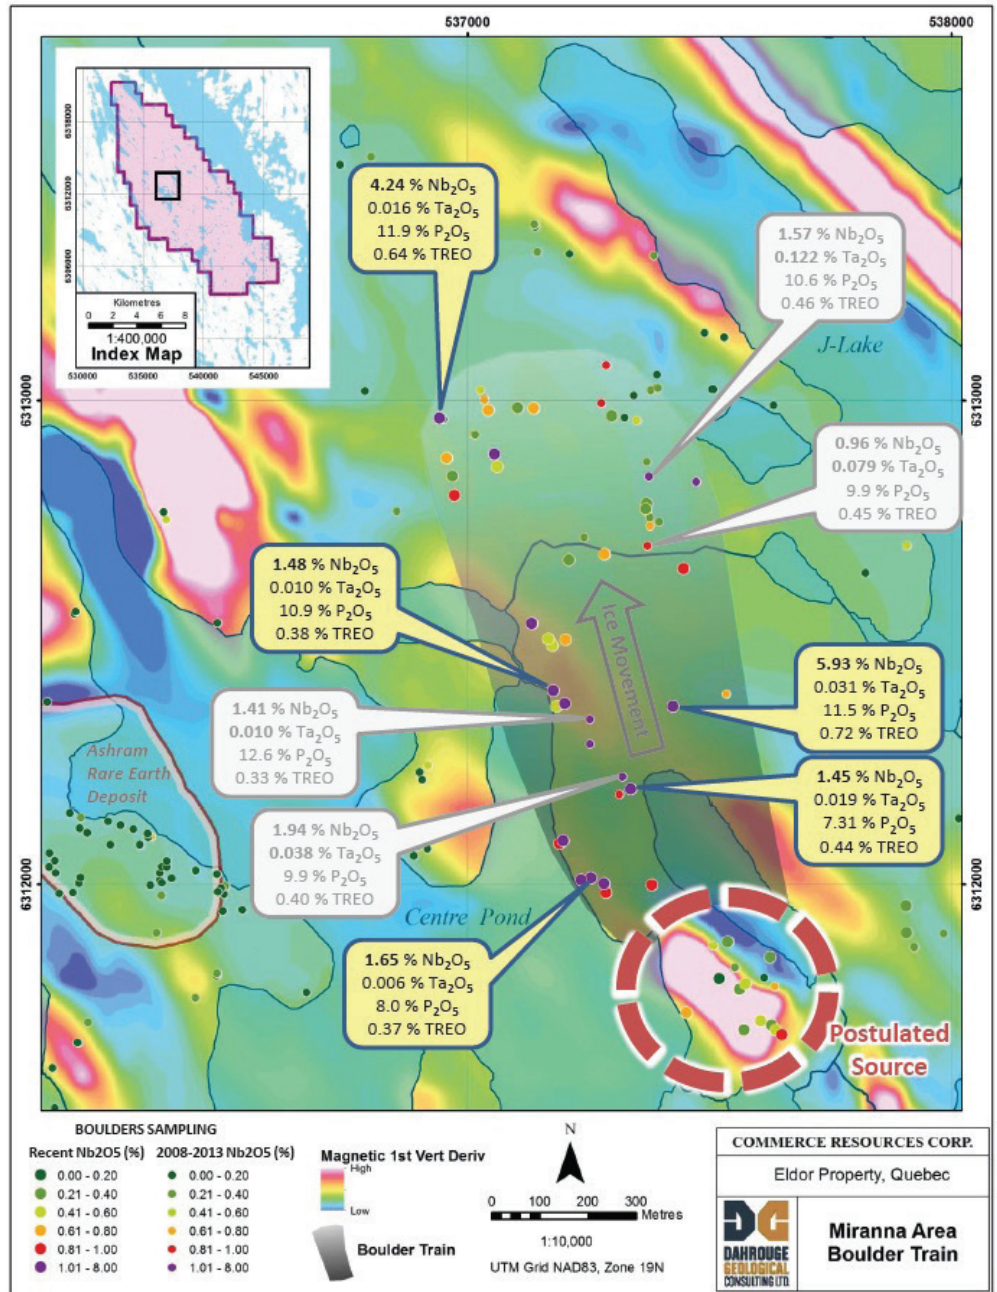 537000
538000
6318000
6312000
6306000
Kilometres
0 2 4 6 8
1:400,000
Index Map
530000 535000 540000 545000
4.24 % Nb₂O₅
0.016 % Ta₂O₅
11.9 % P₂O₅
0.64 % TREO
1.57 % Nb₂O₅
0.122 % Ta₂O₅
10.6 % P₂O₅
0.46 % TREO
J-Lake
6313000
6313000
0.96 % Nb₂O₅
0.079 % Ta₂O₅
9.9 % P₂O₅
0.45 % TREO
1.48 % Nb₂O₅
0.010 % Ta₂O₅
10.9 % P₂O₅
0.38 % TREO
Ice Movement
5.93 % Nb₂O₅
0.031 % Ta₂O₅
11.5 % P₂O₅
0.72 % TREO
1.41 % Nb₂O₅
0.010 % Ta₂O₅
12.6 % P₂O₅
0.33 % TREO
Ashram
Rare Earth
Deposit
1.45 % Nb₂O₅
0.019 % Ta₂O₅
7.31 % P₂O₅
0.44 % TREO
1.94 % Nb₂O₅
0.038 % Ta₂O₅
9.9 % P₂O₅
0.40 % TREO
6312000
6312000
Centre Pond
1.65 % Nb₂O₅
0.006 % Ta₂O₅
8.0 % P₂O₅
0.37 % TREO
Postulated
Source
BOULDERS SAMPLING
Recent Nb2O5 (%)
0.00 - 0.20
0.21 - 0.40
0.41 - 0.60
0.61 - 0.80
0.81 - 1.00
1.01 - 8.00
2008-2013 Nb2O5 (%)
0.00 - 0.20
0.21 - 0.40
0.41 - 0.60
0.61 - 0.80
0.81 - 1.00
1.01 - 8.00
Magnetic 1st Vert Deriv
High
Low
Boulder Train
N
0 100 200 300
Metres
1:10,000
UTM Grid NAD83, Zone 19N
COMMERCE RESOURCES CORP.
Eldor Property, Quebec
DAHROUGE
GEOLOGICAL
CONSULTING LTD.
Miranna Area
Boulder Train